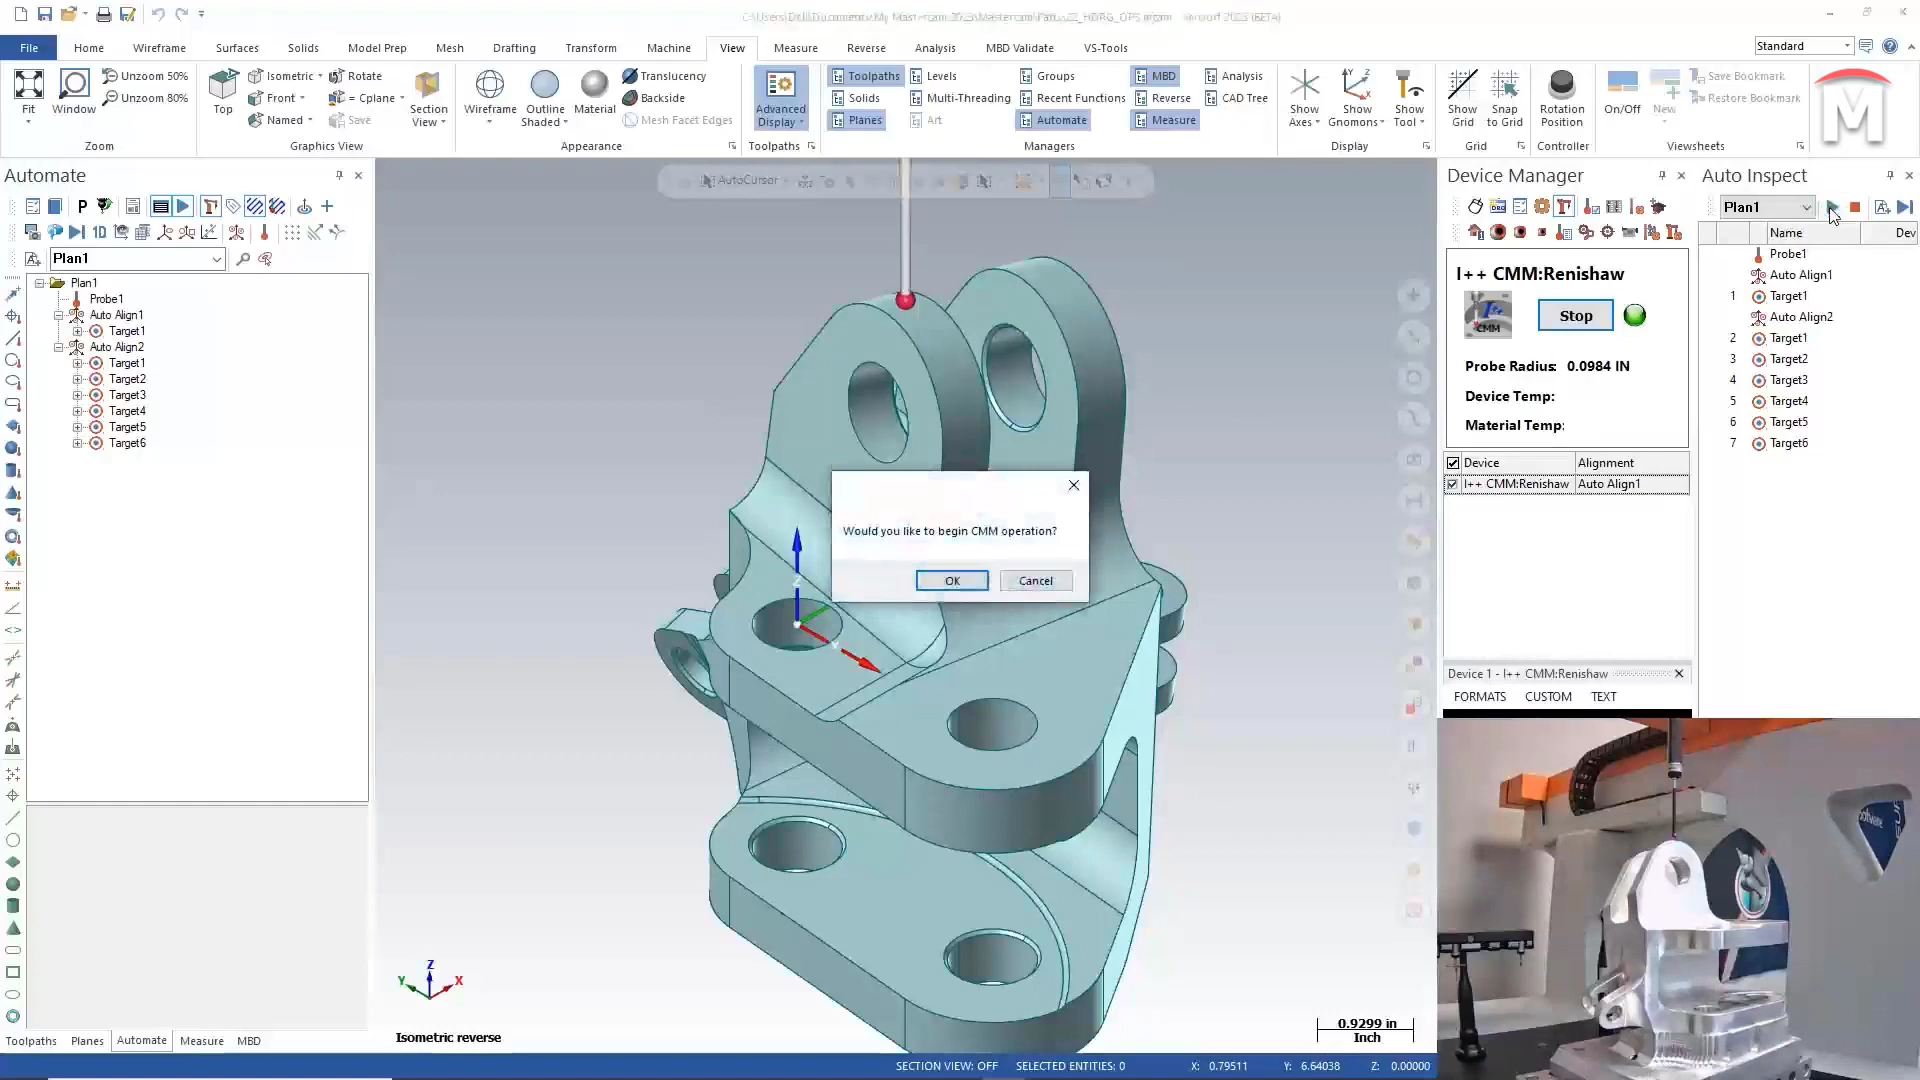 File
Home
Wireframe
Surfaces
Solids
Model Prep
Mesh
Drafting
Transform
Machine
View
Measure
Reverse
Analysis
MBD Validate
VS-Tools
Standard
Fit
Window
Unzoom 50%
Unzoom 80%
Zoom
Top
Isometric
Front
Named
Rotate
= Cplane
Save
Section
View
Graphics View
Wireframe
Outline
Shaded
Material
Translucency
Backside
Mesh Facet Edges
Appearance
Advanced
Display
Toolpaths
Toolpaths
Solids
Planes
Levels
Multi-Threading
Art
Groups
Recent Functions
Automate
MBD
Reverse
Measure
Analysis
CAD Tree
Managers
Show
Axes
Show
Gnomons
Show
Tool
Display
Show
Grid
Snap
to Grid
Grid
Rotation
Position
Controller
On/Off
New
Save Bookmark
Restore Bookmark
Viewsheets
M
Automate
P
1D
Plan1
Plan1
Probe1
Auto Align1
Target1
Auto Align2
Target1
Target2
Target3
Target4
Target5
Target6
Toolpaths
Planes
Automate
Measure
MBD
AutoCursor
Would you like to begin CMM operation?
OK
Cancel
Z
Z
Y
X
Isometric reverse
0.9299 in
Inch
SECTION VIEW: OFF
SELECTED ENTITIES: 0
X: 0.79511
Y: 6.64038
Z: 0.00000
Device Manager
I++ CMM:Renishaw
CMM
Stop
Probe Radius: 0.0984 IN
Device Temp:
Material Temp:
Device
Alignment
I++ CMM:Renishaw
Auto Align1
Device 1 - I++ CMM:Renishaw
FORMATS
CUSTOM
TEXT
Auto Inspect
Plan1
Name
Dev
Probe1
Auto Align1
1 Target1
Auto Align2
2 Target1
3 Target2
4 Target3
5 Target4
6 Target5
7 Target6